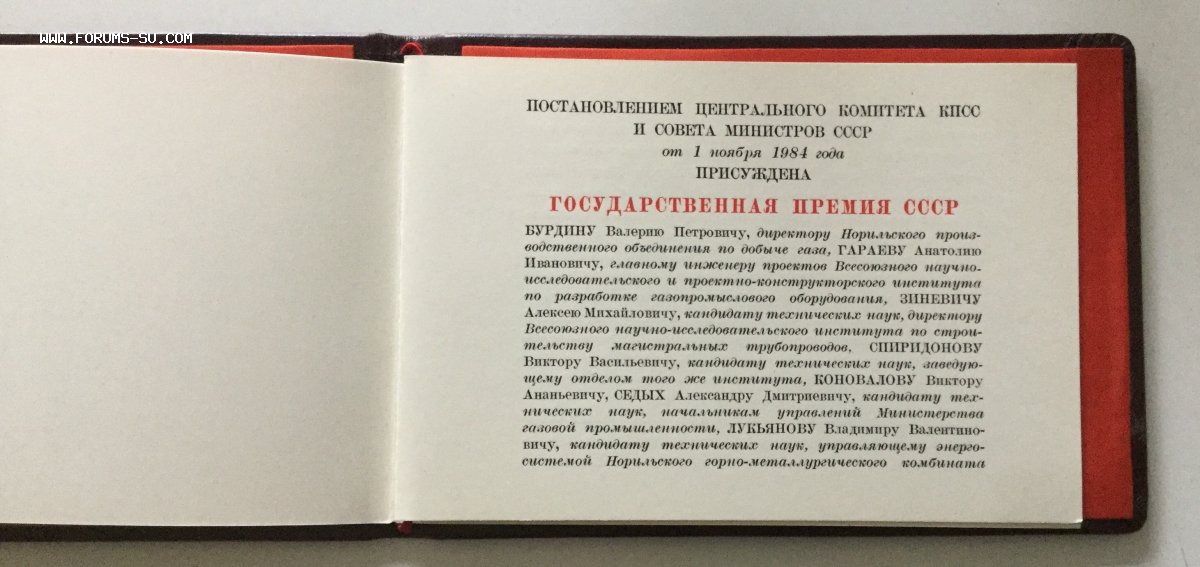 WWW.FORUMS-SU.COM
ПОСТАНОВЛЕНИЕМ ЦЕНТРАЛЬНОГО КОМИТЕТА КПСС
И СОВЕТА МИНИСТРОВ СССР
от 1 ноября 1984 года
ПРИСУЖДЕНА
ГОСУДАРСТВЕННАЯ ПРЕМИЯ СССР
БУРДИНУ Валерию Петровичу, директору Норильского произ-
водственного объединения по добыче газа, ГАРАЕВУ Анатолию
Ивановичу, главному инженеру проектов Всесоюзного научно-
исследовательского и проектно-конструкторского института
по разработке газопромыслового оборудования, ЗИНЕВИЧУ
Алексею Михайловичу, кандидату технических наук, директору
Всесоюзного научно-исследовательского института по строи-
тельству магистральных трубопроводов, СПИРИДОНОВУ
Виктору Васильевичу, кандидату технических наук, заведую-
щему отделом того же института, КОНОВАЛОВУ Виктору
Ананьевичу, СЕДЫХ Александру Дмитриевичу, кандидату тех-
нических наук, начальникам управлений Министерства
газовой промышленности, ЛУКЬЯНОВУ Владимиру Валентино-
вичу, кандидату технических наук, управляющему энерго-
системой Норильского горно-металлургического комбината